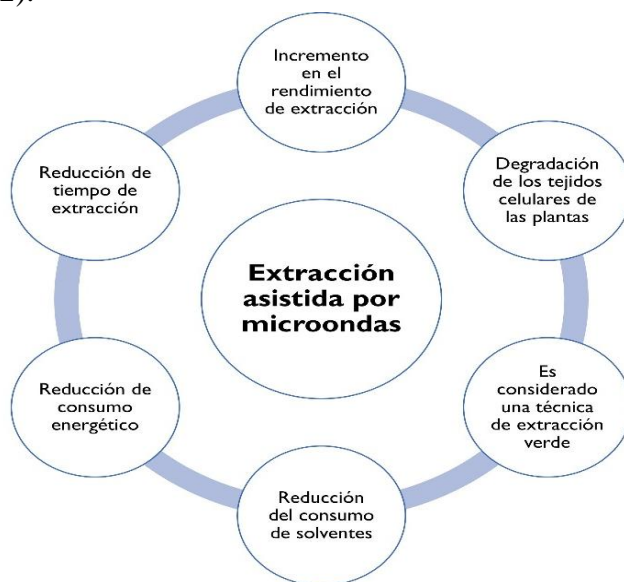 2).
Incremento
en el
rendimiento
de extracción
Degradación
de los tejidos
celulares de
las plantas
Es
considerado
una técnica
de extracción
verde
Reducción
del consumo
de solventes
Reducción de
consumo
energético
Reducción de
tiempo de
extracción
Extracción
asistida por
microondas